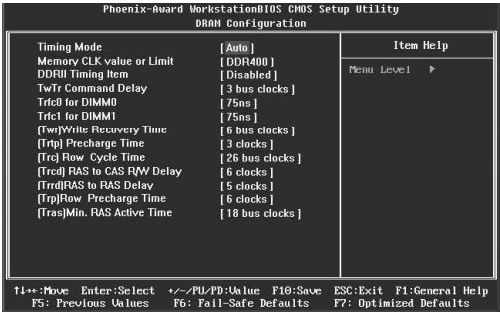 Phoenix-Award WorkstationBIOS CMOS Setup Utility
DRAM Configuration
Timing Mode [ Auto ]
Memory CLK value or Limit [ DDR400 ]
DDRII Timing Item [ Disabled ]
TwTr Command Delay [ 3 bus clocks ]
Trfc0 for DIMM0 [ 75ns ]
Trfc1 for DIMM1 [ 75ns ]
(Twr)Write Recovery Time [ 6 bus clocks ]
(Trtp) Precharge Time [ 3 clocks ]
(Trc) Row Cycle Time [ 26 bus clocks ]
(Trcd) RAS to CAS R/W Delay [ 6 clocks ]
(Trrd)RAS to RAS Delay [ 5 clocks ]
(Trp)Row Precharge Time [ 6 clocks ]
(Tras)Min. RAS Active Time [ 18 bus clocks ]
Item Help
Menu Level ▶
↑↓→←:Move Enter:Select +/-/PU/PD:Value F10:Save ESC:Exit F1:General Help
F5: Previous Values F6: Fail-Safe Defaults F7: Optimized Defaults